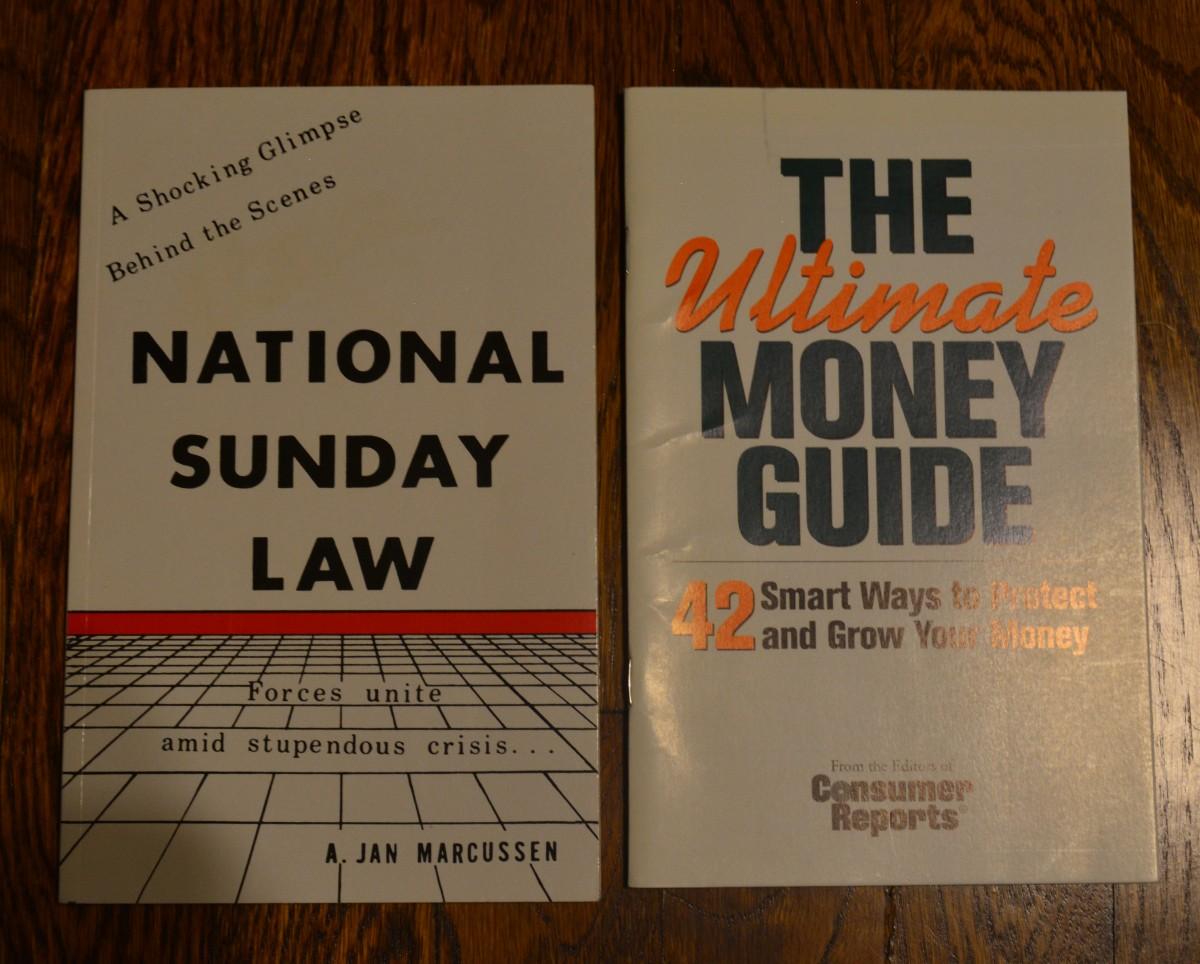 A Shocking Glimpse
Behind the Scenes
NATIONAL
SUNDAY
LAW
Forces unite
amid stupendous crisis...
A. JAN MARCUSSEN
THE
Ultimate
MONEY
GUIDE
42 Smart Ways to Protect
and Grow Your Money
From the Editors of
Consumer
Reports®